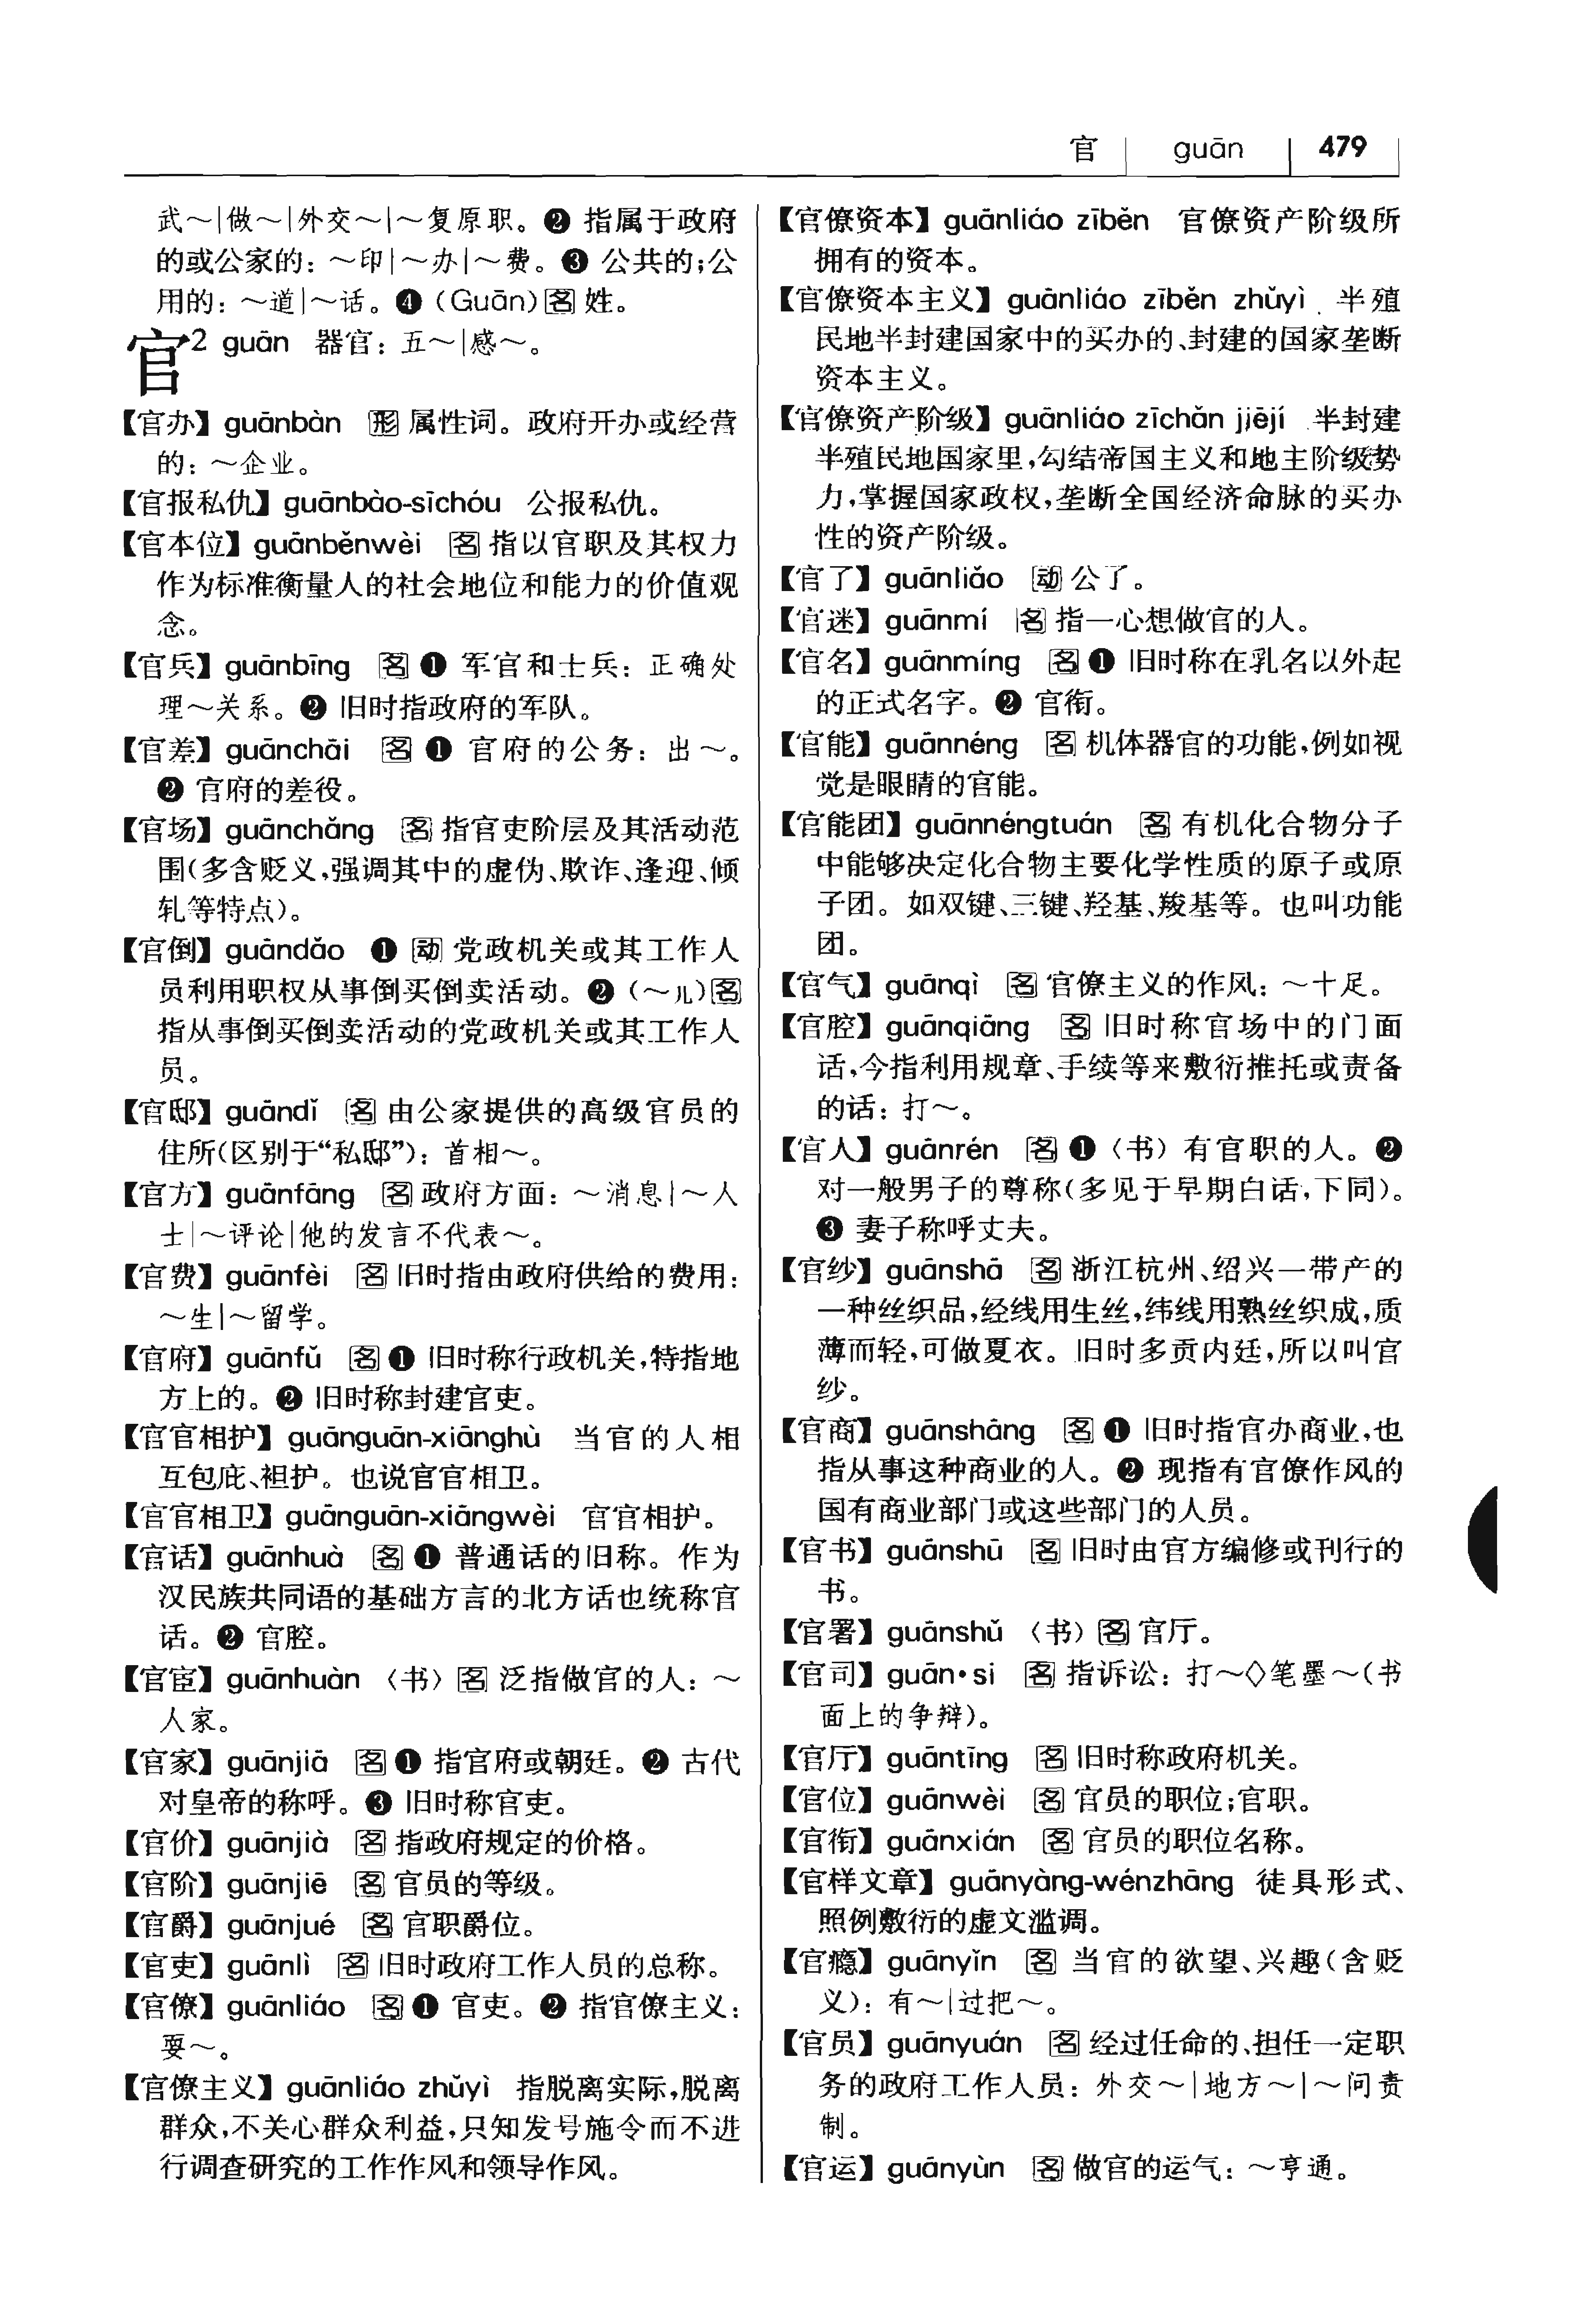 官 guān 479
武～|做～|外交～|～复原职。❷ 指属于政府
的或公家的：～印|～办|～费。❸ 公共的；公
用的：～道|～话。❹（Guān）名 姓。
官2 guān 器官：五～|感～。
【官办】guānbàn 形 属性词。政府开办或经营
的：～企业。
【官报私仇】guānbào-sīchóu 公报私仇。
【官本位】guānběnwèi 名 指以官职及其权力
作为标准衡量人的社会地位和能力的价值观
念。
【官兵】guānbīng 名 ❶ 军官和士兵：正确处
理～关系。❷ 旧时指政府的军队。
【官差】guānchāi 名 ❶ 官府的公务：出～。
❷ 官府的差役。
【官场】guānchǎng 名 指官吏阶层及其活动范
围（多含贬义，强调其中的虚伪、欺诈、逢迎、倾
轧等特点）。
【官倒】guāndǎo ❶ 动 党政机关或其工作人
员利用职权从事倒买倒卖活动。❷（～儿）名
指从事倒买倒卖活动的党政机关或其工作人
员。
【官邸】guāndǐ 名 由公家提供的高级官员的
住所（区别于“私邸”）：首相～。
【官方】guānfāng 名 政府方面：～消息|～人
士|～评论|他的发言不代表～。
【官费】guānfèi 名 旧时指由政府供给的费用：
～生|～留学。
【官府】guānfǔ 名 ❶ 旧时称行政机关，特指地
方上的。❷ 旧时称封建官吏。
【官官相护】guānguān-xiānghù 当官的人相
互包庇、袒护。也说官官相卫。
【官官相卫】guānguān-xiāngwèi 官官相护。
【官话】guānhuà 名 ❶ 普通话的旧称。作为
汉民族共同语的基础方言的北方话也统称官
话。❷ 官腔。
【官宦】guānhuàn〈书〉名 泛指做官的人：～
人家。
【官家】guānjiā 名 ❶ 指官府或朝廷。❷ 古代
对皇帝的称呼。❸ 旧时称官吏。
【官价】guānjià 名 指政府规定的价格。
【官阶】guānjiē 名 官员的等级。
【官爵】guānjué 名 官职爵位。
【官吏】guānlì 名 旧时政府工作人员的总称。
【官僚】guānliáo 名 ❶ 官吏。❷ 指官僚主义：
耍～。
【官僚主义】guānliáo zhǔyì 指脱离实际，脱离
群众，不关心群众利益，只知发号施令而不进
行调查研究的工作作风和领导作风。
【官僚资本】guānliáo zīběn 官僚资产阶级所
拥有的资本。
【官僚资本主义】guānliáo zīběn zhǔyì 半殖
民地半封建国家中的买办的、封建的国家垄断
资本主义。
【官僚资产阶级】guānliáo zīchǎn jiējí 半封建
半殖民地国家里，勾结帝国主义和地主阶级势
力，掌握国家政权，垄断全国经济命脉的买办
性的资产阶级。
【官了】guānliǎo 动 公了。
【官迷】guānmí 名 指一心想做官的人。
【官名】guānmíng 名 ❶ 旧时称在乳名以外起
的正式名字。❷ 官衔。
【官能】guānnéng 名 机体器官的功能，例如视
觉是眼睛的官能。
【官能团】guānnéngtuán 名 有机化合物分子
中能够决定化合物主要化学性质的原子或原
子团。如双键、三键、羟基、羧基等。也叫功能
团。
【官气】guānqì 名 官僚主义的作风：～十足。
【官腔】guānqiāng 名 旧时称官场中的门面
话，今指利用规章、手续等来敷衍推托或责备
的话：打～。
【官人】guānrén 名 ❶〈书〉有官职的人。❷
对一般男子的尊称（多见于早期白话，下同）。
❸ 妻子称呼丈夫。
【官纱】guānshā 名 浙江杭州、绍兴一带产的
一种丝织品，经线用生丝，纬线用熟丝织成，质
薄而轻，可做夏衣。旧时多贡内廷，所以叫官
纱。
【官商】guānshāng 名 ❶ 旧时指官办商业，也
指从事这种商业的人。❷ 现指有官僚作风的
国有商业部门或这些部门的人员。
【官书】guānshū 名 旧时由官方编修或刊行的
书。
【官署】guānshǔ〈书〉名 官厅。
【官司】guān•si 名 指诉讼：打～◇笔墨～（书
面上的争辩）。
【官厅】guāntīng 名 旧时称政府机关。
【官位】guānwèi 名 官员的职位；官职。
【官衔】guānxián 名 官员的职位名称。
【官样文章】guānyàng-wénzhāng 徒具形式、
照例敷衍的虚文滥调。
【官瘾】guānyǐn 名 当官的欲望、兴趣（含贬
义）：有～|过把～。
【官员】guānyuán 名 经过任命的、担任一定职
务的政府工作人员：外交～|地方～|～问责
制。
【官运】guānyùn 名 做官的运气：～亨通。